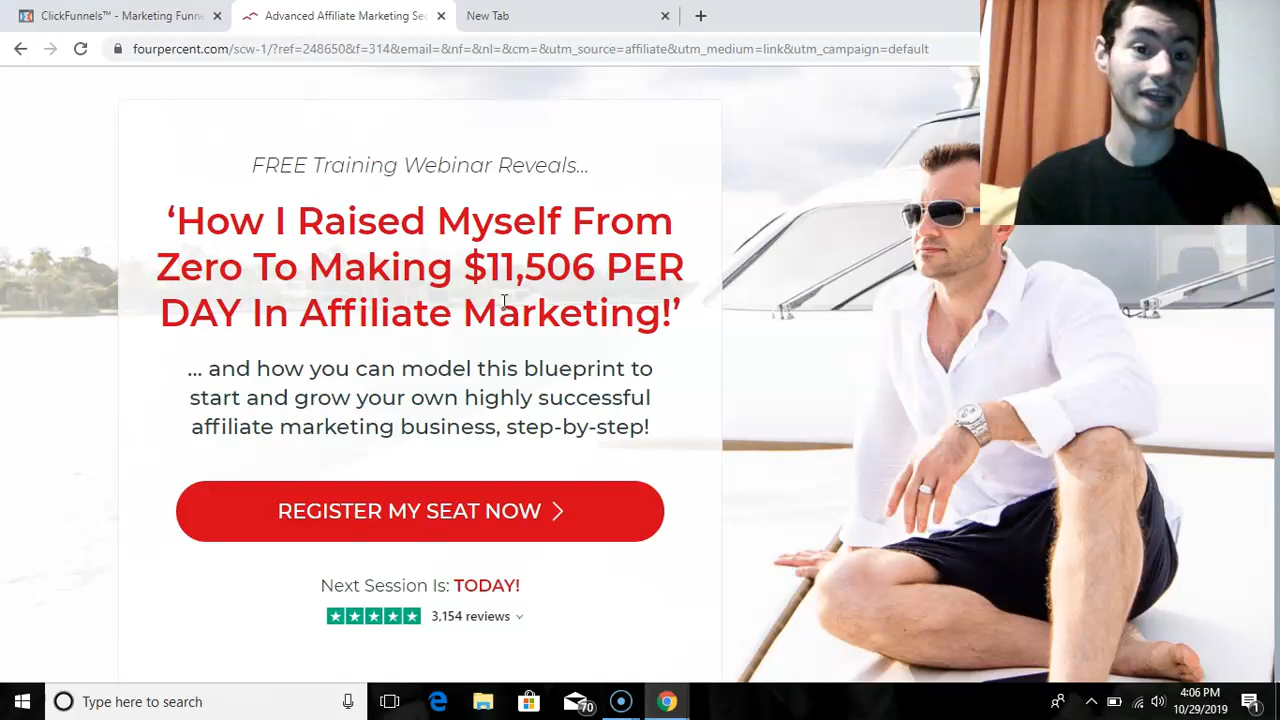 ClickFunnels™ - Marketing Funne
Advanced Affiliate Marketing Sec
New Tab
fourpercent.com/scw-1/?ref=248650&f=314&email=&nf=&nl=&cm=&utm_source=affiliate&utm_medium=link&utm_campaign=default
FREE Training Webinar Reveals...
‘How I Raised Myself From
Zero To Making $11,506 PER
DAY In Affiliate Marketing!’
... and how you can model this blueprint to
start and grow your own highly successful
affiliate marketing business, step-by-step!
REGISTER MY SEAT NOW
Next Session Is: TODAY!
3,154 reviews
Type here to search
70
4:06 PM
10/29/2019
1